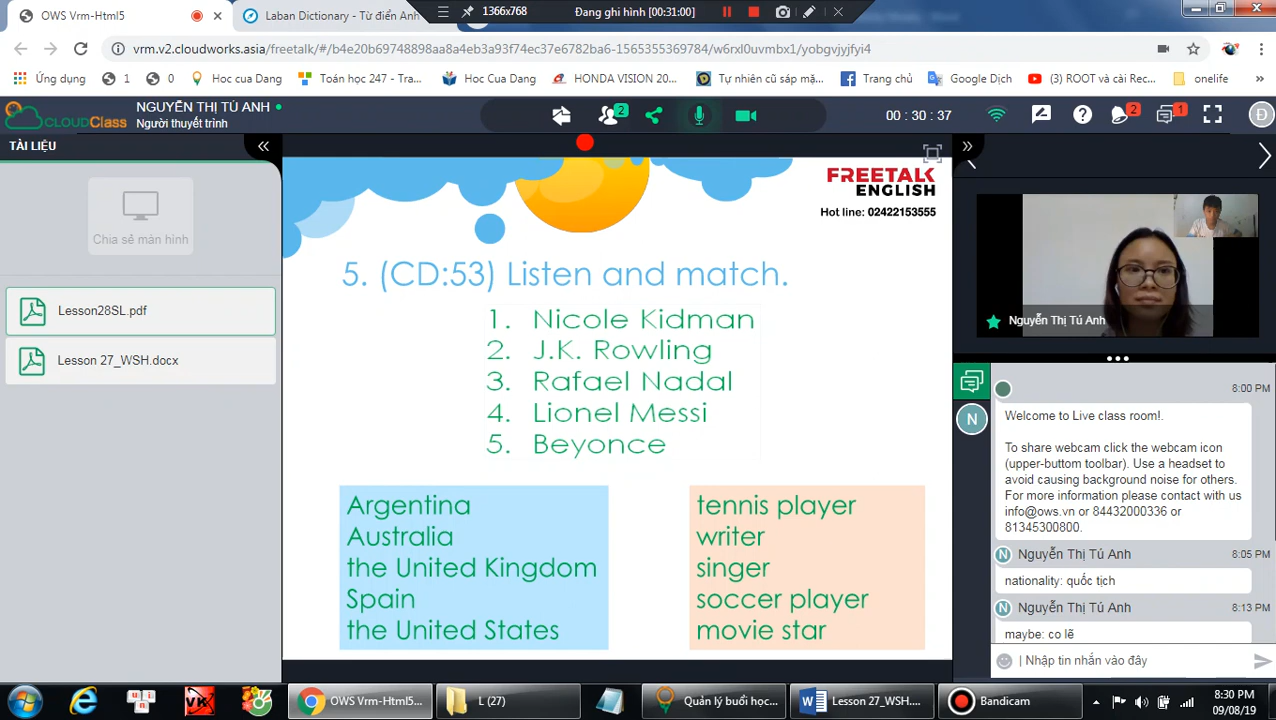 OWS Vrm-Html5
Laban Dictionary - Từ điển Anh
1366x768
Đang ghi hình [00:31:00]
vrm.v2.cloudworks.asia/freetalk/#/b4e20b69748898aa8a4eb3a93f74ec37e6782ba6-1565355369784/w6rxl0uvmbx1/yobgvjyjfyi4
Ứng dụng
1
0
Hoc cua Dang
Toán học 247 - Tra...
Học Cua Dang
HONDA VISION 20...
Tự nhiên cũ sáp mặ...
Trang chủ
Google Dịch
(3) ROOT và cài Rec...
onelife
»
CLOUDClass
NGUYỄN THỊ TÚ ANH
Người thuyết trình
2
00 : 30 : 37
2
1
Đ
TÀI LIỆU
Chia sẻ màn hình
Lesson28SL.pdf
Lesson 27_WSH.docx
FREETALK
ENGLISH
Hot line: 02422153555
5. (CD:53) Listen and match.
1. Nicole Kidman
2. J.K. Rowling
3. Rafael Nadal
4. Lionel Messi
5. Beyonce
Argentina
Australia
the United Kingdom
Spain
the United States
tennis player
writer
singer
soccer player
movie star
Nguyễn Thị Tú Anh
8:00 PM
Welcome to Live class room!.
To share webcam click the webcam icon
(upper-buttom toolbar). Use a headset to
avoid causing background noise for others.
For more information please contact with us
info@ows.vn or 84432000336 or
81345300800.
N
N Nguyễn Thị Tú Anh 8:05 PM
nationality: quốc tịch
N Nguyễn Thị Tú Anh 8:13 PM
maybe: co lẽ
Nhập tin nhắn vào đây
OWS Vrm-Html5...
L (27)
Quản lý buổi học...
Lesson 27_WSH....
Bandicam
8:30 PM
09/08/19